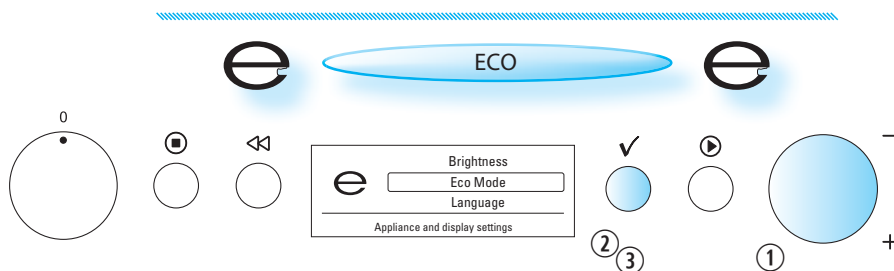 ECO
0
Brightness
Eco Mode
Language
Appliance and display settings
−
+
②
③
①